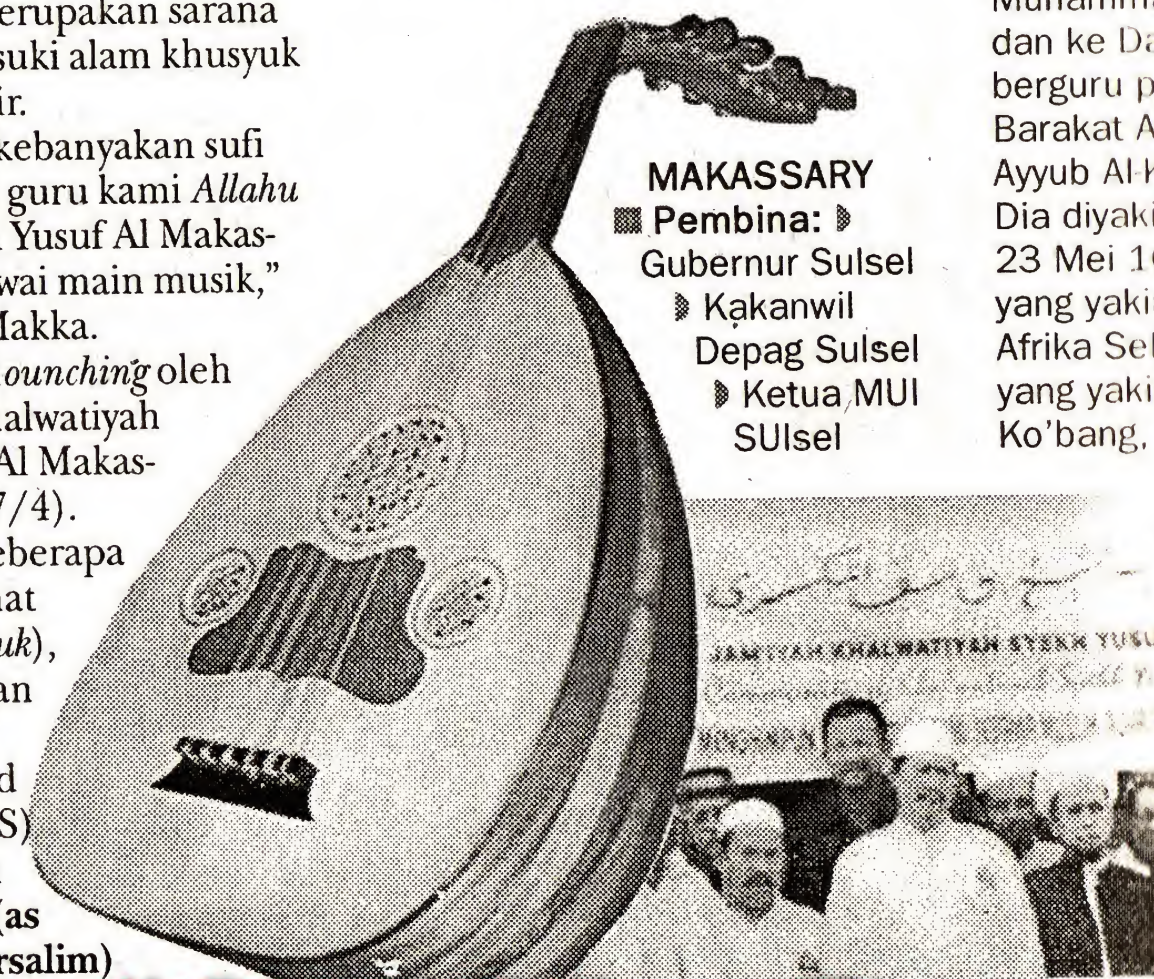 erupakan sarana
suki alam khusyuk
ir.
kebanyakan sufi
guru kami Allahu
Yusuf Al Makas-
wai main musik,”
Makka.
ounching oleh
alwatiyah
Al Makas-
7/4).
eberapa
at
uk),
an
d
S)
(as
rsalim)
MAKASSARY
Pembina:
Gubernur Sulsel
Kakanwil
Depag Sulsel
Ketua MUI
SUlsel
Muhamma
dan ke Da
berguru p
Barakat A
Ayyub Al-K
Dia diyaki
23 Mei 16
yang yaki
Afrika Sel
yang yaki
Ko’bang,
JAM'IYAH KHALWATIYAH SYEKH YUSU